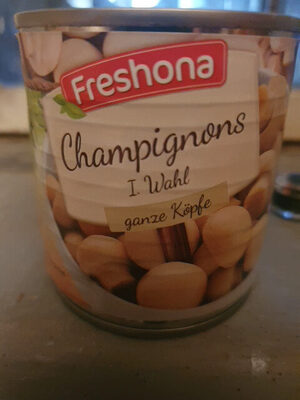 Freshona
Champignons
I. Wahl
ganze Köpfe